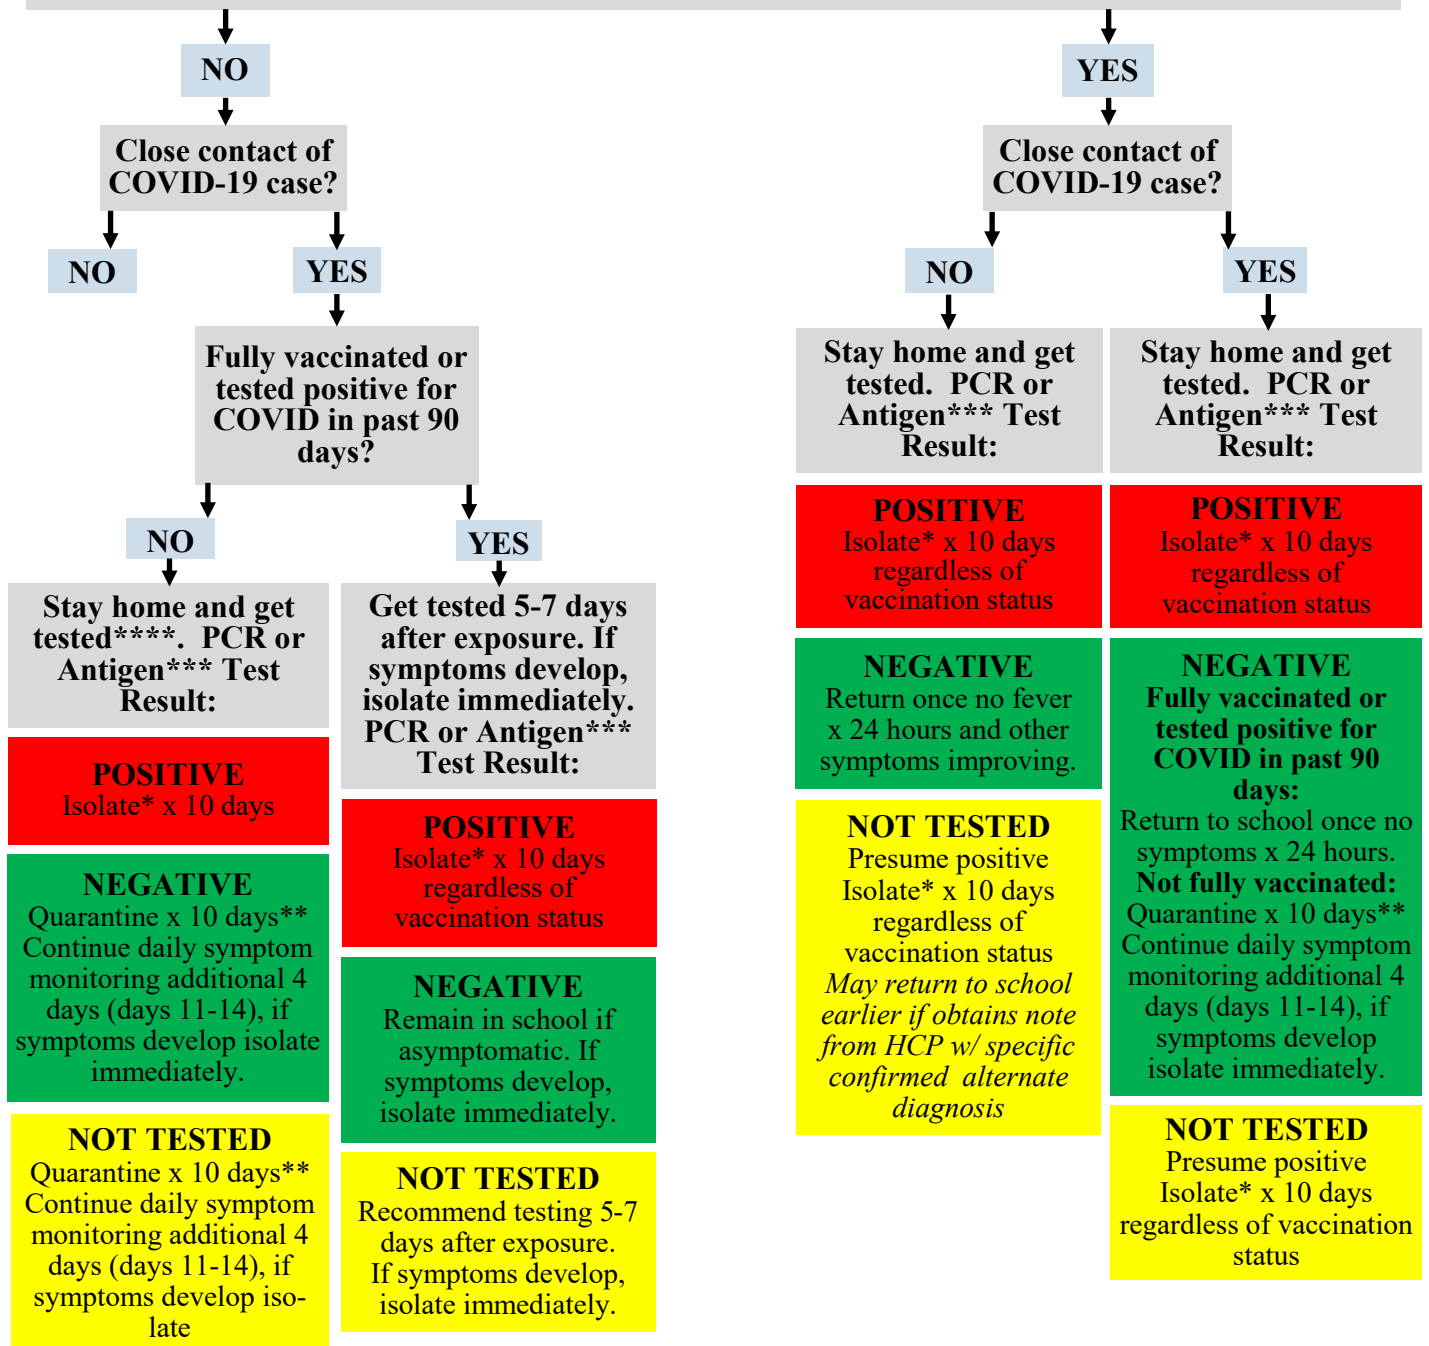 NO
Close contact of
COVID-19 case?
NO
YES
Fully vaccinated or
tested positive for
COVID in past 90
days?
NO
YES
Stay home and get
tested****. PCR or
Antigen*** Test
Result:
POSITIVE
Isolate* x 10 days
NEGATIVE
Quarantine x 10 days**
Continue daily symptom
monitoring additional 4
days (days 11-14), if
symptoms develop isolate
immediately.
NOT TESTED
Quarantine x 10 days**
Continue daily symptom
monitoring additional 4
days (days 11-14), if
symptoms develop iso-
late
Get tested 5-7 days
after exposure. If
symptoms develop,
isolate immediately.
PCR or Antigen***
Test Result:
POSITIVE
Isolate* x 10 days
regardless of
vaccination status
NEGATIVE
Remain in school if
asymptomatic. If
symptoms develop,
isolate immediately.
NOT TESTED
Recommend testing 5-7
days after exposure.
If symptoms develop,
isolate immediately.
YES
Close contact of
COVID-19 case?
NO
YES
Stay home and get
tested. PCR or
Antigen*** Test
Result:
POSITIVE
Isolate* x 10 days
regardless of
vaccination status
NEGATIVE
Return once no fever
x 24 hours and other
symptoms improving.
NOT TESTED
Presume positive
Isolate* x 10 days
regardless of
vaccination status
May return to school
earlier if obtains note
from HCP w/ specific
confirmed alternate
diagnosis
Stay home and get
tested. PCR or
Antigen*** Test
Result:
POSITIVE
Isolate* x 10 days
regardless of
vaccination status
NEGATIVE
Fully vaccinated or
tested positive for
COVID in past 90
days:
Return to school once no
symptoms x 24 hours.
Not fully vaccinated:
Quarantine x 10 days**
Continue daily symptom
monitoring additional 4
days (days 11-14), if
symptoms develop
isolate immediately.
NOT TESTED
Presume positive
Isolate* x 10 days
regardless of vaccination
status